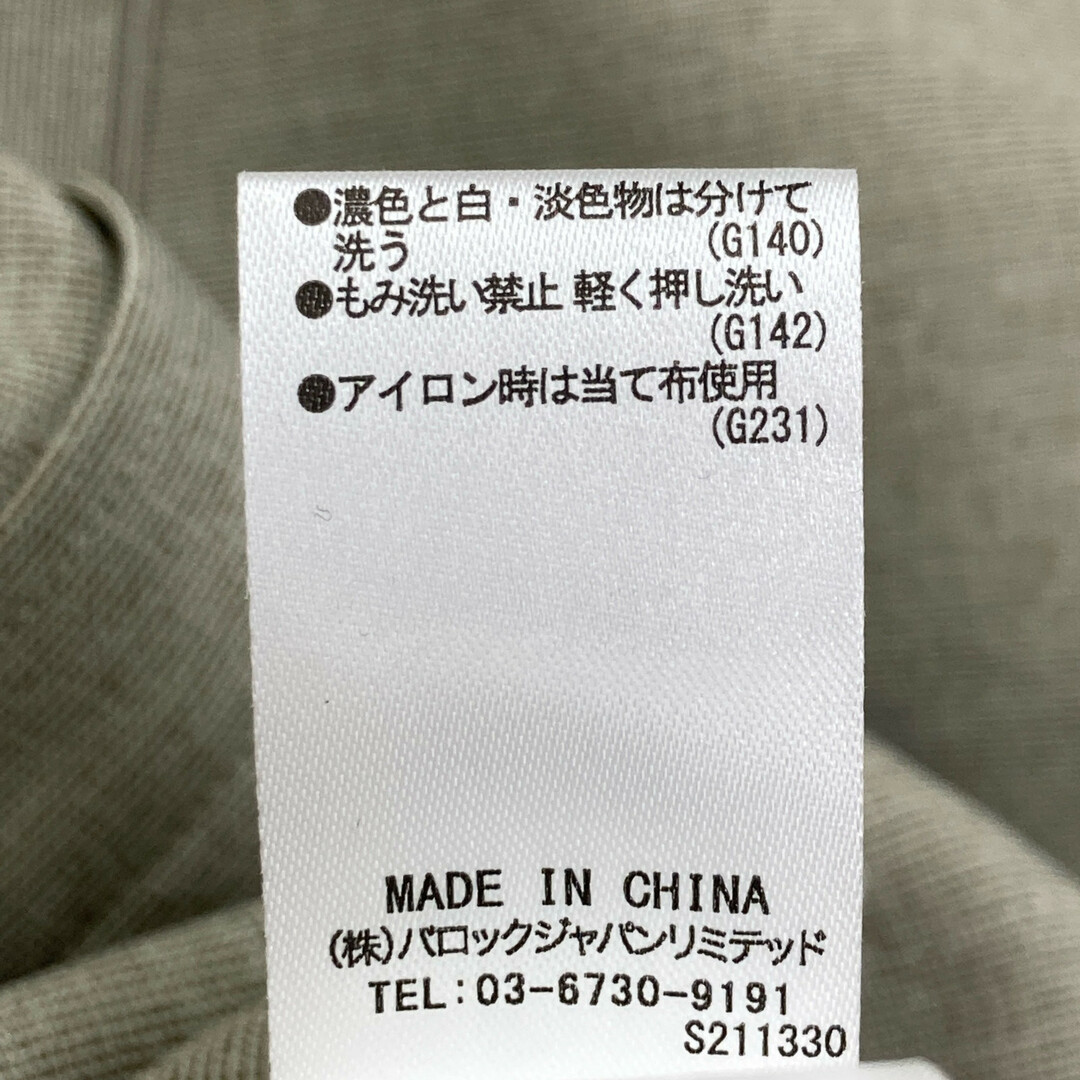 ●濃色と白・淡色物は分けて
洗う (G140)
●もみ洗い禁止 軽く押し洗い
(G142)
●アイロン時は当て布使用
(G231)
MADE IN CHINA
(株)バロックジャパンリミテッド
TEL:03-6730-9191
S211330